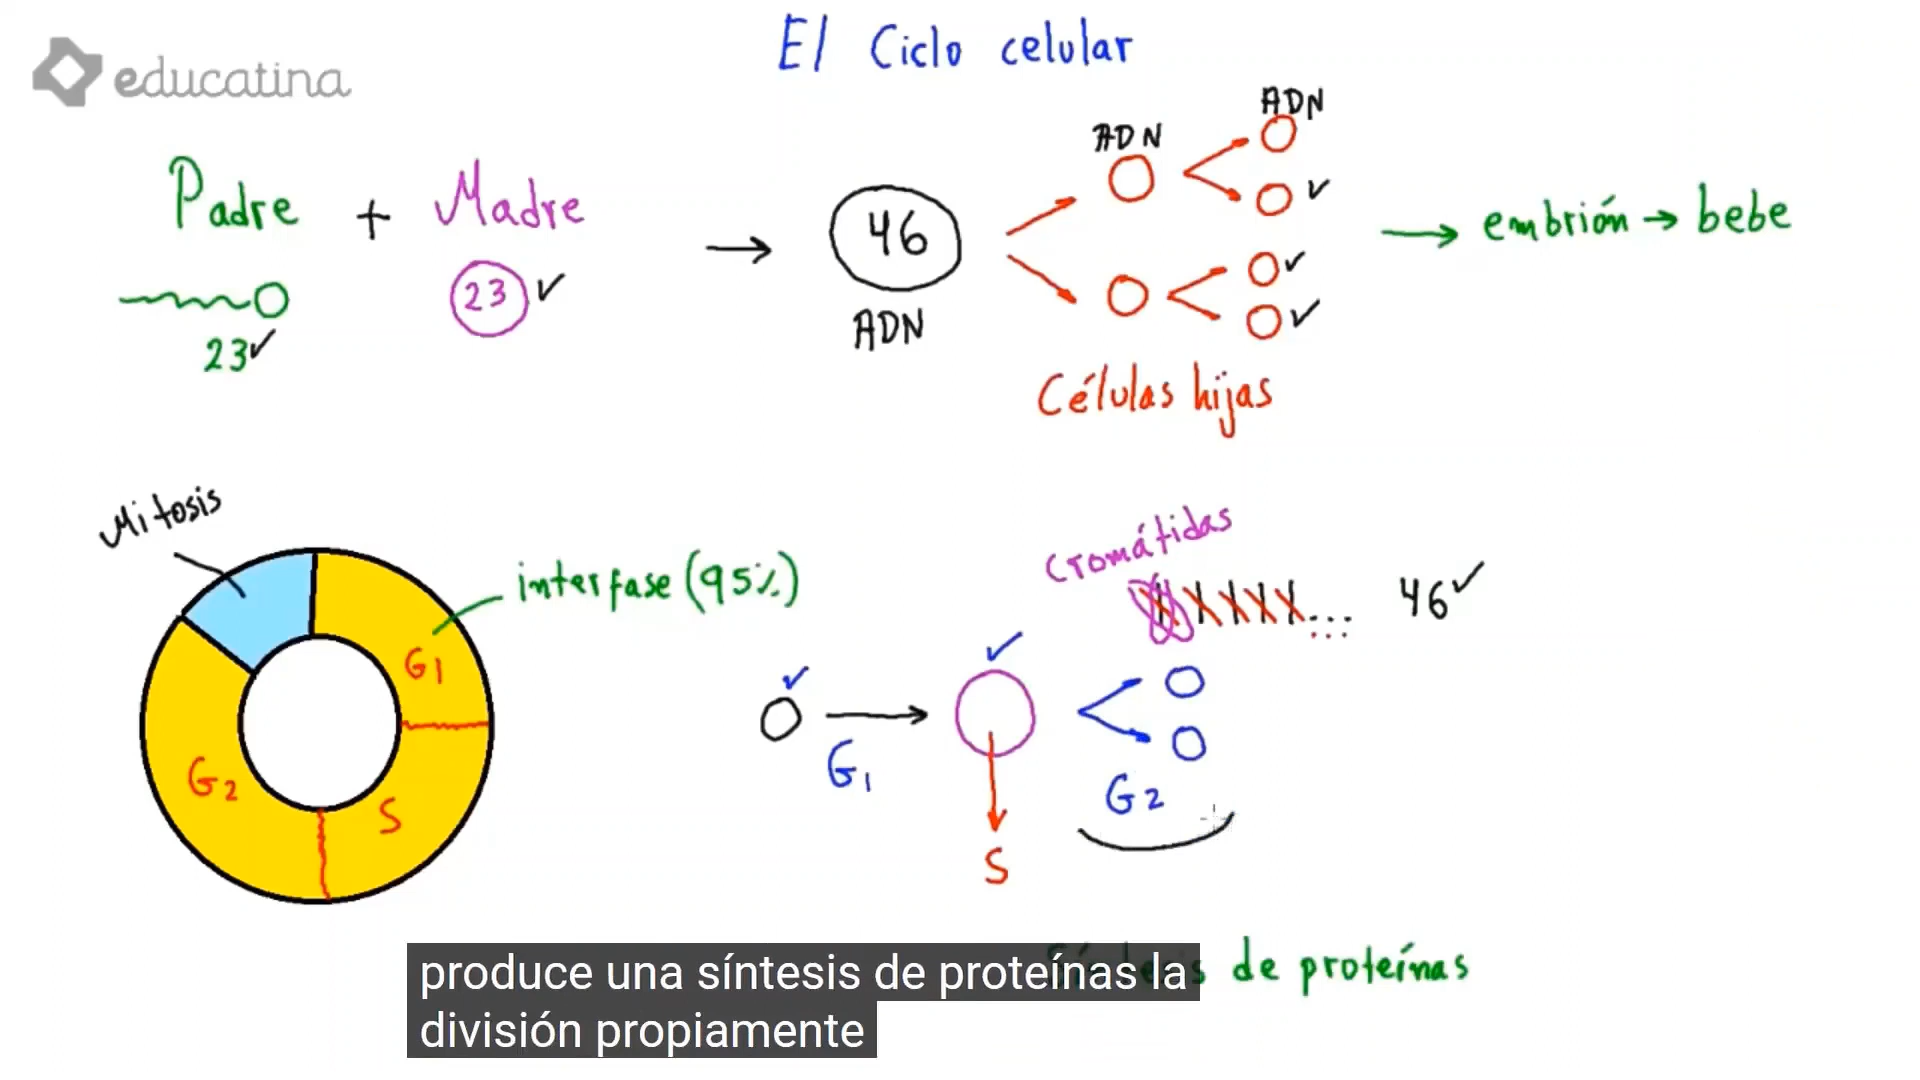 El Ciclo celular
educatina
Padre + Madre
23
23
46
ADN
ADN
ADN
Células hijas
embrión → bebe
Mitosis
interfase (95%)
G1
S
G2
Cromátidas
XXXXX... 46
G1
S
G2
de proteínas
produce una síntesis de proteínas la
división propiamente